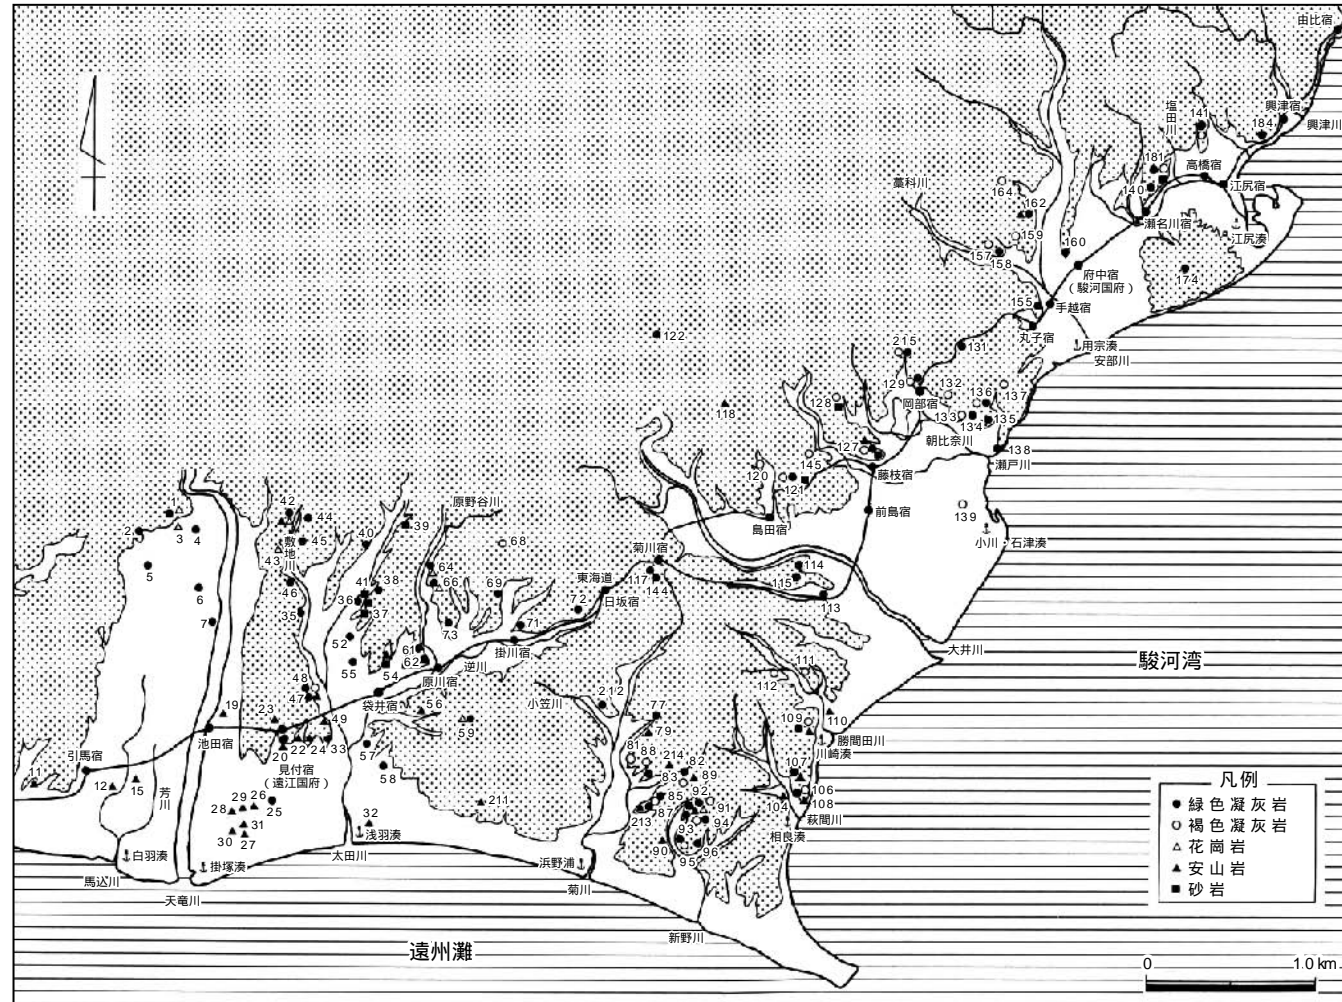 由比宿
興津宿
興津川
184
141
塩田川
181
高橋宿
江尻宿
140
瀬名川宿
江尻湊
174
藁科川
164
162
159
157
158
160
府中宿
（駿河国府）
155
手越宿
丸子宿
用宗湊
安部川
122
215
131
129
岡部宿
132
136
137
133
134
135
朝比奈川
138
瀬戸川
118
128
127
145
120
121
藤枝宿
前島宿
島田宿
139
小川・石津湊
原野谷川
42
44
敷地川
45
43
40
39
68
2
3
4
5
6
7
46
35
41
38
36
37
64
66
69
73
72
71
菊川宿
117
144
東海道
日坂宿
114
115
113
大井川
駿河湾
52
55
54
61
62
原川宿
逆川
掛川宿
48
47
袋井宿
56
59
小笠川
212
77
79
111
112
109
110
勝間田川
川崎湊
19
23
49
池田宿
20
22
24
33
見付宿
（遠江国府）
57
58
引馬宿
11
12
15
芳川
81
88
214
82
83
89
107
106
104
108
萩間川
相良湊
28
29
26
25
31
30
27
32
浅羽湊
211
85
92
91
213
87
93
94
90
95
96
白羽湊
馬込川
掛塚湊
天竜川
太田川
浜野浦
菊川
新野川
遠州灘
凡例
● 緑色凝灰岩
○ 褐色凝灰岩
△ 花崗岩
▲ 安山岩
■ 砂岩
0 1.0km